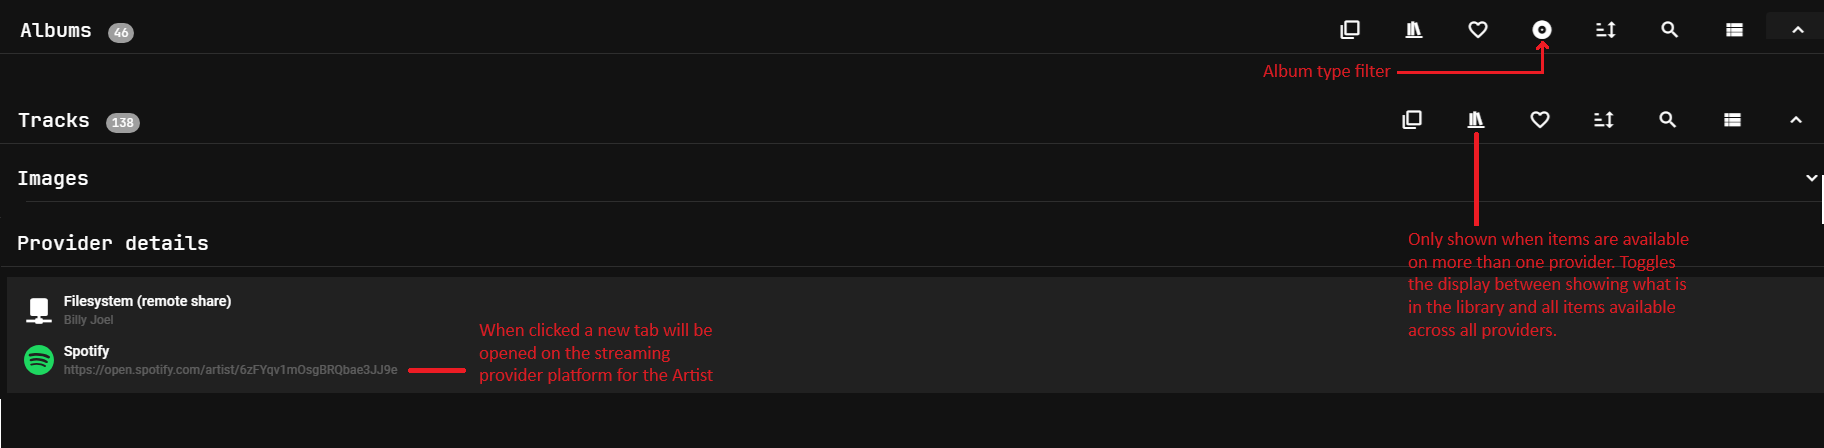 Albums 46
Album type filter
Tracks 138
Images
Provider details
Only shown when items are available
on more than one provider. Toggles
the display between showing what is
in the library and all items available
across all providers.
Filesystem (remote share)
Billy Joel
Spotify
https://open.spotify.com/artist/6zFYqv1mOsgBRQbae3JJ9e
When clicked a new tab will be
opened on the streaming
provider platform for the Artist